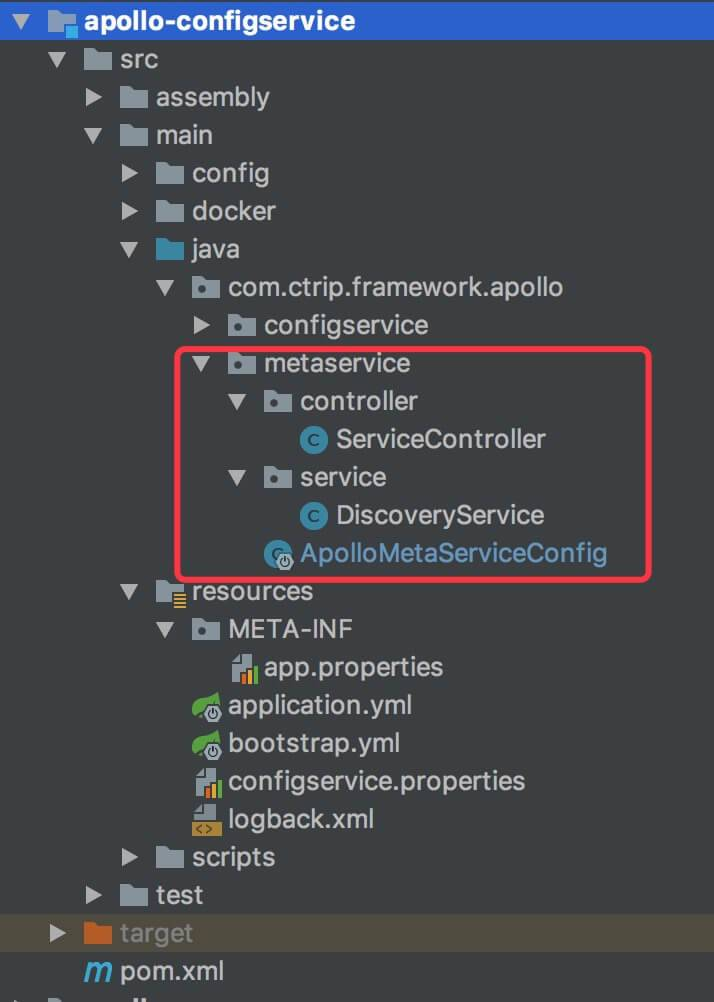 apollo-configservice
src
assembly
main
config
docker
java
com.ctrip.framework.apollo
configservice
metaservice
controller
C ServiceController
service
C DiscoveryService
C ApolloMetaServiceConfig
resources
META-INF
app.properties
application.yml
bootstrap.yml
configservice.properties
<> logback.xml
scripts
test
target
m pom.xml